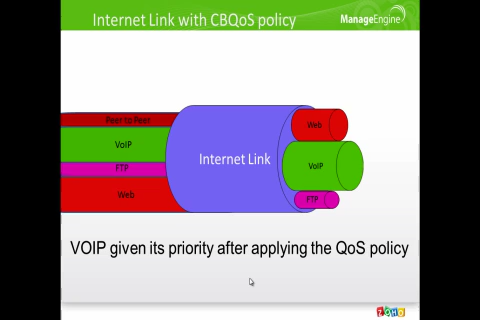 Internet Link with CBQoS policy
ManageEngine
Peer to Peer
VoIP
FTP
Web
Internet Link
Web
VoIP
FTP
VOIP given its priority after applying the QoS policy
ZOHO